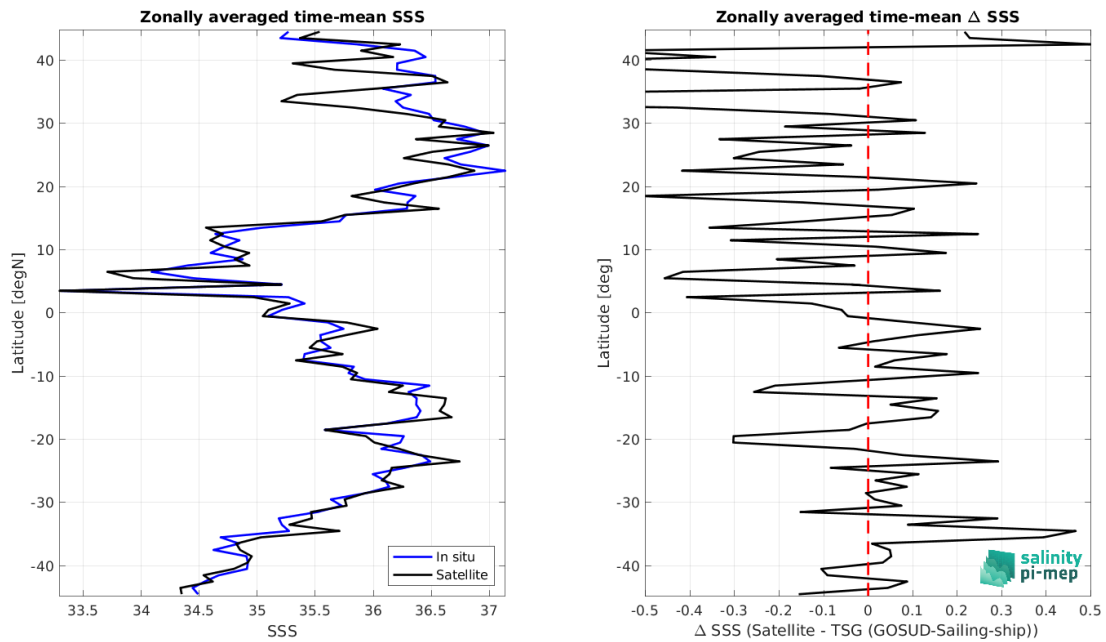 Zonally averaged time-mean SSS
40
30
20
10
0
-10
-20
-30
-40
Latitude [degN]
33.5 34 34.5 35 35.5 36 36.5 37
SSS
In situ
Satellite
Zonally averaged time-mean Δ SSS
40
30
20
10
0
-10
-20
-30
-40
Latitude [deg]
-0.5 -0.4 -0.3 -0.2 -0.1 0 0.1 0.2 0.3 0.4 0.5
Δ SSS (Satellite - TSG (GOSUD-Sailing-ship))
salinity
pi-mep